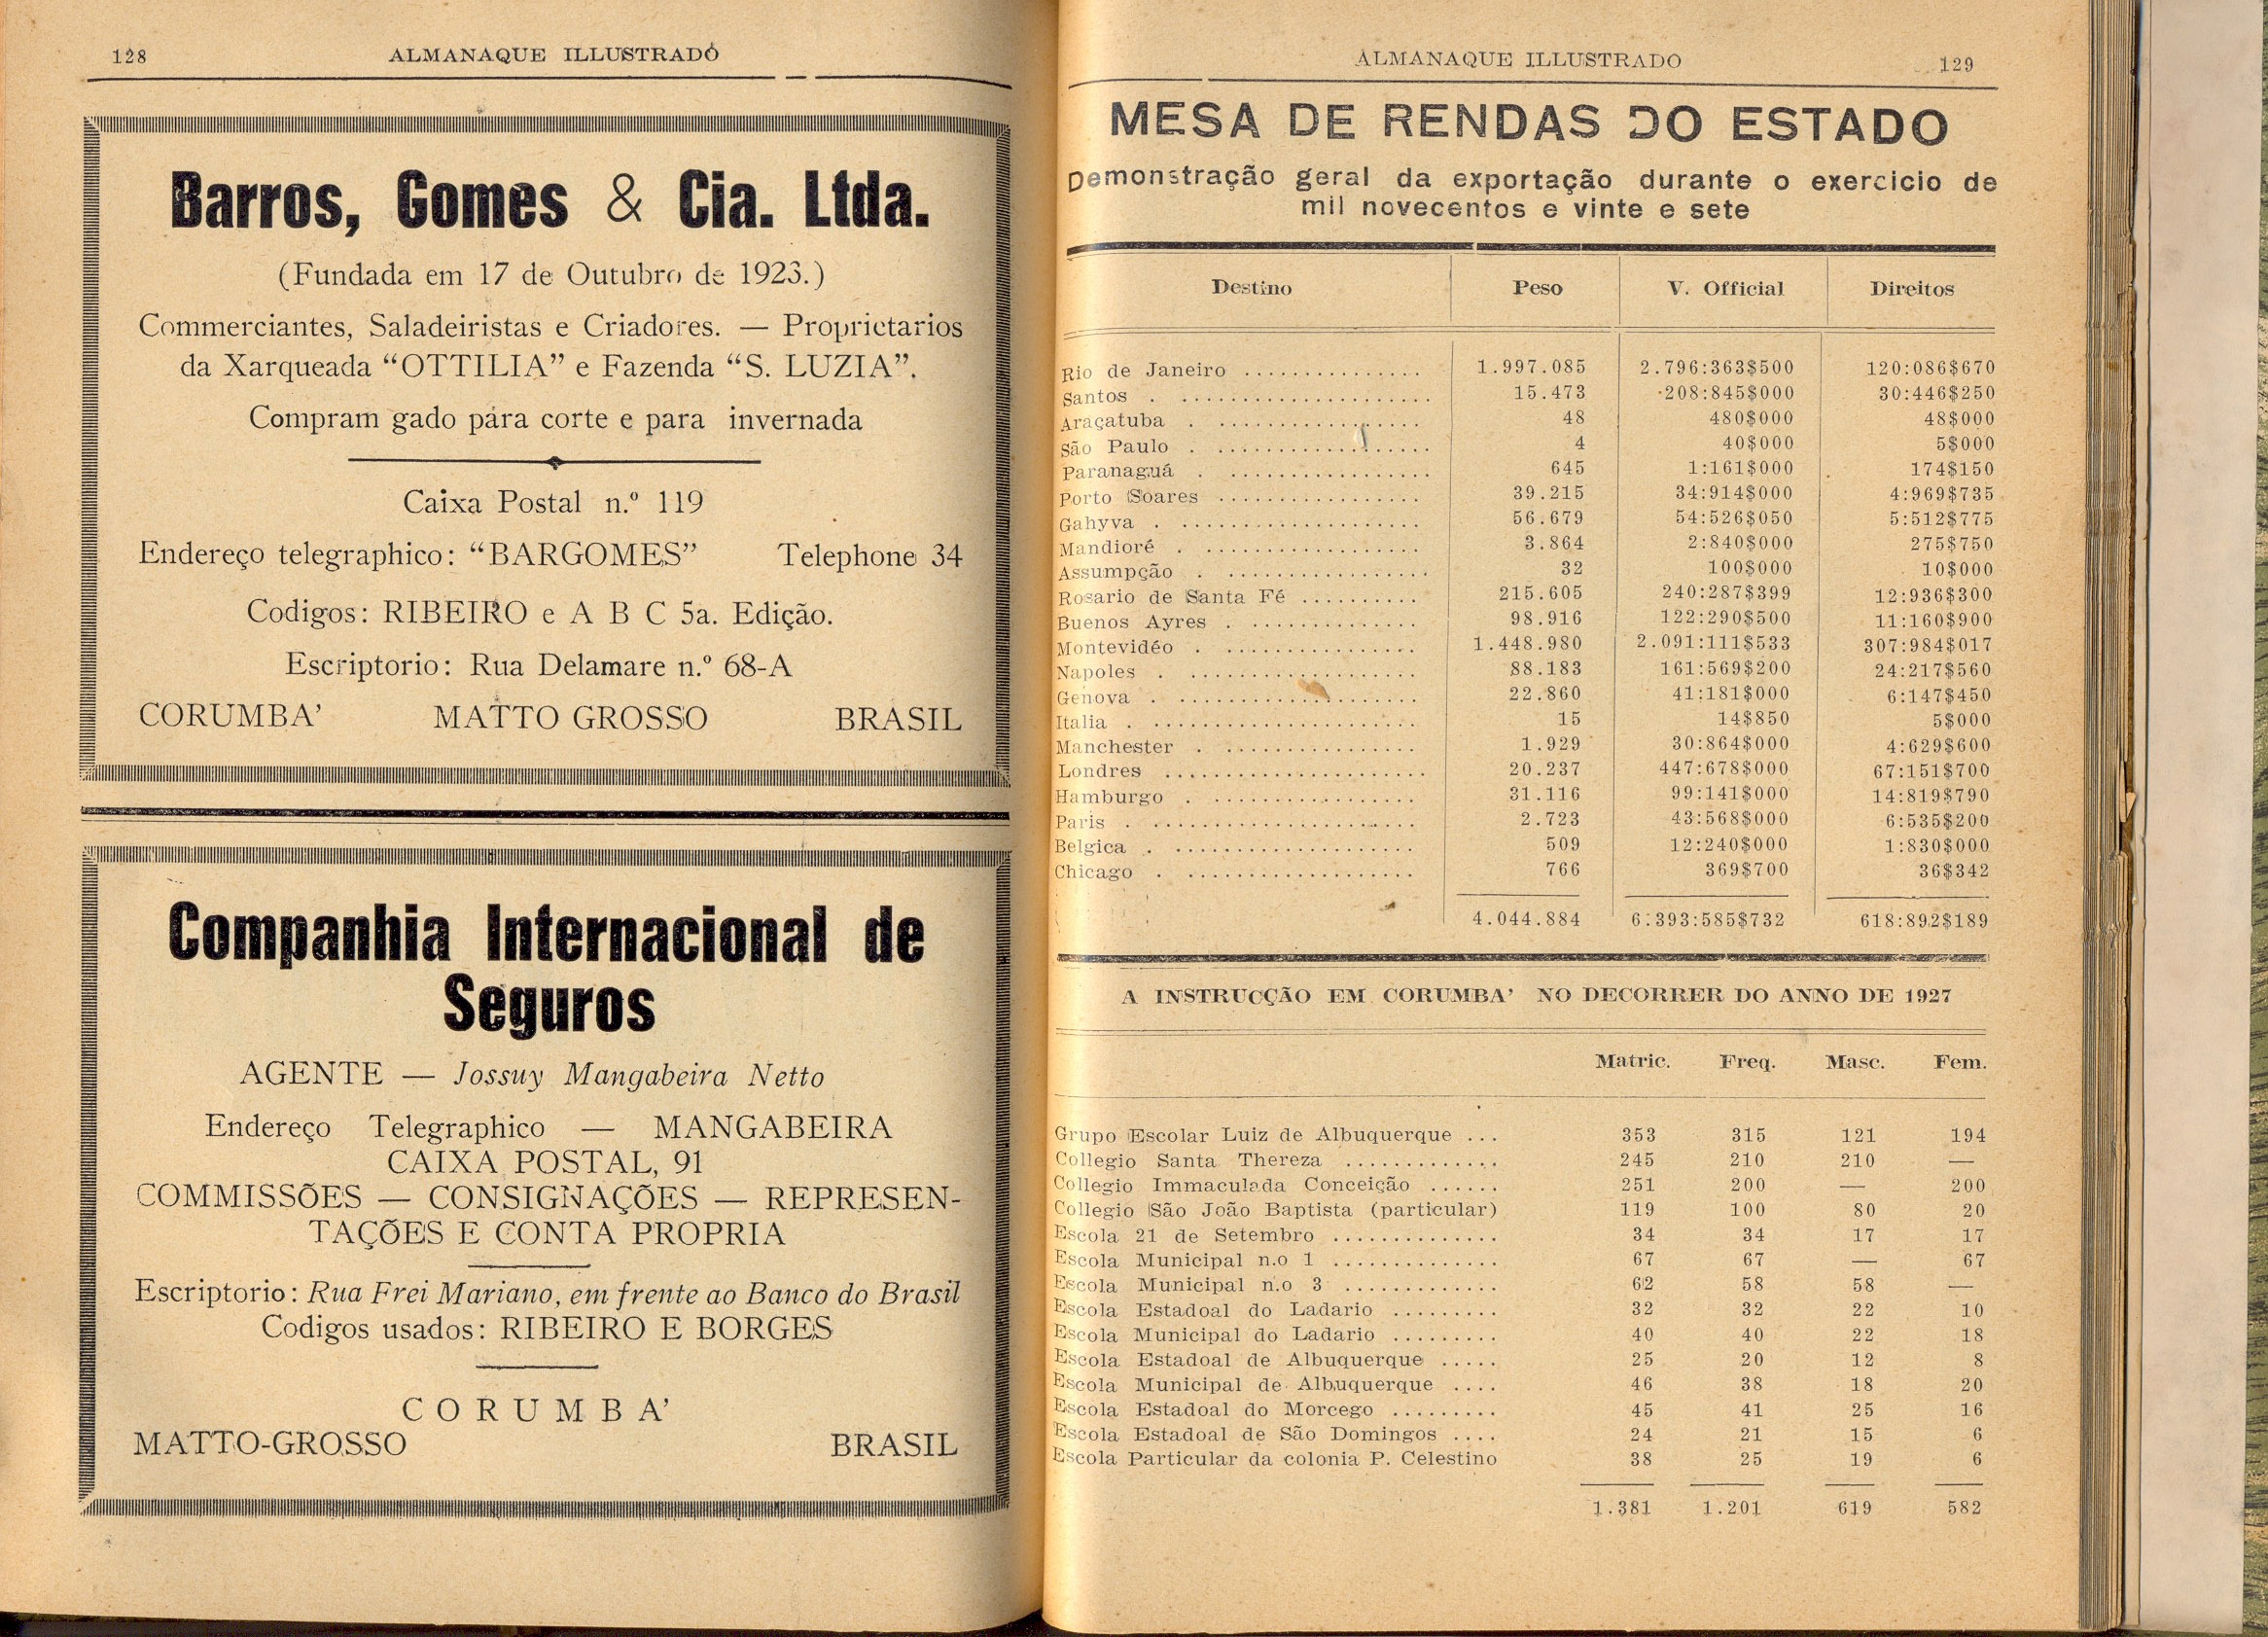 128
ALMANAQUE ILLUSTRADO
Barros, Gomes & Cia. Ltda.
(Fundada em 17 de Outubro de 1923.)
Commerciantes, Saladeiristas e Criadores. — Proprietarios
da Xarqueada “OTTILIA” e Fazenda “S. LUZIA”.
Compram gado pára corte e para invernada
Caixa Postal n.º 119
Endereço telegraphico: “BARGOMES” Telephone 34
Codigos: RIBEIRO e A B C 5a. Edição.
Escriptorio: Rua Delamare n.º 68-A
CORUMBA’ MATTO GROSSO BRASIL
Companhia Internacional de
Seguros
AGENTE — Jossuy Mangabeira Netto
Endereço Telegraphico — MANGABEIRA
CAIXA POSTAL, 91
COMMISSÕES — CONSIGNAÇÕES — REPRESEN-
TAÇÕES E CONTA PROPRIA
Escriptorio: Rua Frei Mariano, em frente ao Banco do Brasil
Codigos usados: RIBEIRO E BORGES
CORUMBA’
MATTO-GROSSO BRASIL
ALMANAQUE ILLUSTRADO
129
MESA DE RENDAS DO ESTADO
Demonstração geral da exportação durante o exercicio de
mil novecentos e vinte e sete
Destino Peso V. Official Direitos
Rio de Janeiro ............... 1.997.085 2.796:363$500 120:086$670
Santos . ..................... 15.473 208:845$000 30:446$250
Araçatuba . ................. 48 480$000 48$000
São Paulo . .................. 4 40$000 5$000
Paranaguá . ................. 645 1:161$000 174$150
Porto Soares ................. 39.215 34:914$000 4:969$735
Gahyva . .................... 56.679 54:526$050 5:512$775
Mandioré . .................. 3.864 2:840$000 275$750
Assumpção . ................. 32 100$000 10$000
Rosario de Santa Fé .......... 215.605 240:287$399 12:936$300
Buenos Ayres . .............. 98.916 122:290$500 11:160$900
Montevidéo . ................ 1.448.980 2.091:111$533 307:984$017
Napoles . ................... 88.183 161:569$200 24:217$560
Genova . .................... 22.860 41:181$000 6:147$450
Italia . ...................... 15 14$850 5$000
Manchester . ................ 1.929 30:864$000 4:629$600
Londres ...................... 20.237 447:678$000 67:151$700
Hamburgo . ................. 31.116 99:141$000 14:819$790
Paris . ...................... 2.723 43:568$000 6:535$200
Belgica . .................... 509 12:240$000 1:830$000
Chicago . ................... 766 369$700 36$342
4.044.884 6.393:585$732 618:892$189
A INSTRUCÇÃO EM CORUMBA’ NO DECORRER DO ANNO DE 1927
Matric. Freq. Masc. Fem.
Grupo Escolar Luiz de Albuquerque ... 353 315 121 194
Collegio Santa Thereza ............. 245 210 210 —
Collegio Immaculada Conceição ...... 251 200 — 200
Collegio São João Baptista (particular) 119 100 80 20
Escola 21 de Setembro .............. 34 34 17 17
Escola Municipal n.o 1 .............. 67 67 — 67
Escola Municipal n.o 3 ............. 62 58 58 —
Escola Estadoal do Ladario ......... 32 32 22 10
Escola Municipal do Ladario ......... 40 40 22 18
Escola Estadoal de Albuquerque ..... 25 20 12 8
Escola Municipal de Albuquerque .... 46 38 18 20
Escola Estadoal do Morcego ......... 45 41 25 16
Escola Estadoal de São Domingos .... 24 21 15 6
Escola Particular da colonia P. Celestino 38 25 19 6
1.381 1.201 619 582